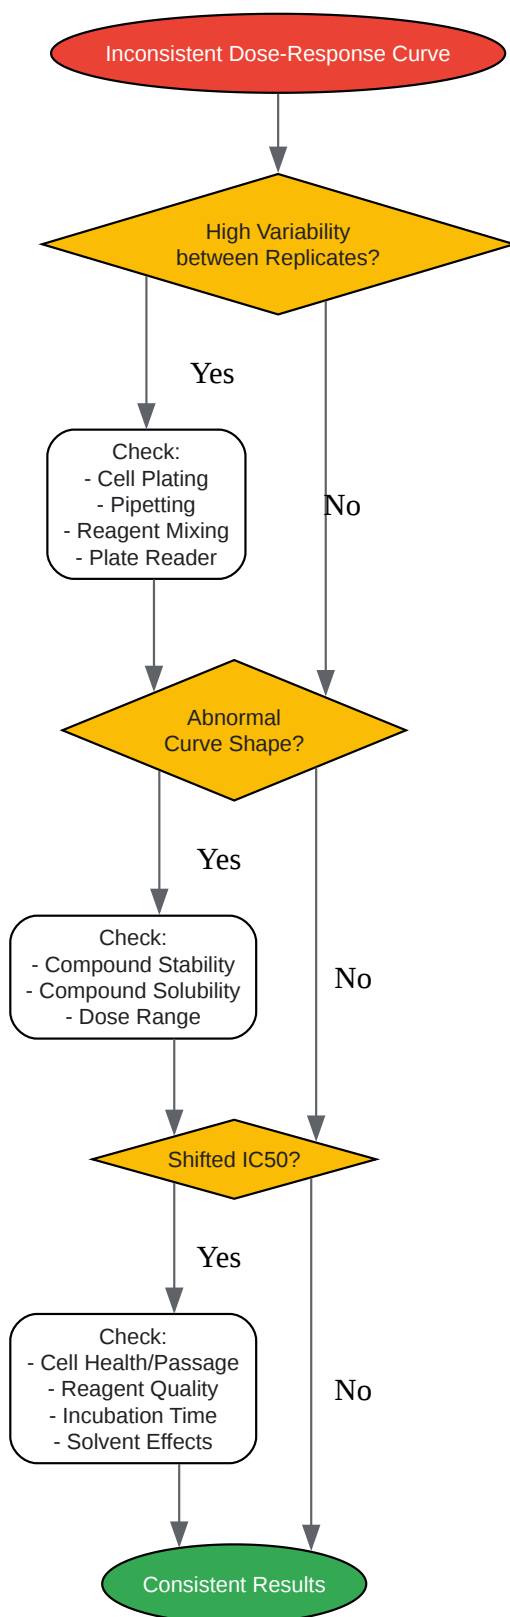 Inconsistent Dose-Response Curve
High Variability
between Replicates?
Yes
Check:
- Cell Plating
- Pipetting
- Reagent Mixing
- Plate Reader
No
Abnormal
Curve Shape?
Yes
Check:
- Compound Stability
- Compound Solubility
- Dose Range
No
Shifted IC50?
Yes
Check:
- Cell Health/Passage
- Reagent Quality
- Incubation Time
- Solvent Effects
No
Consistent Results